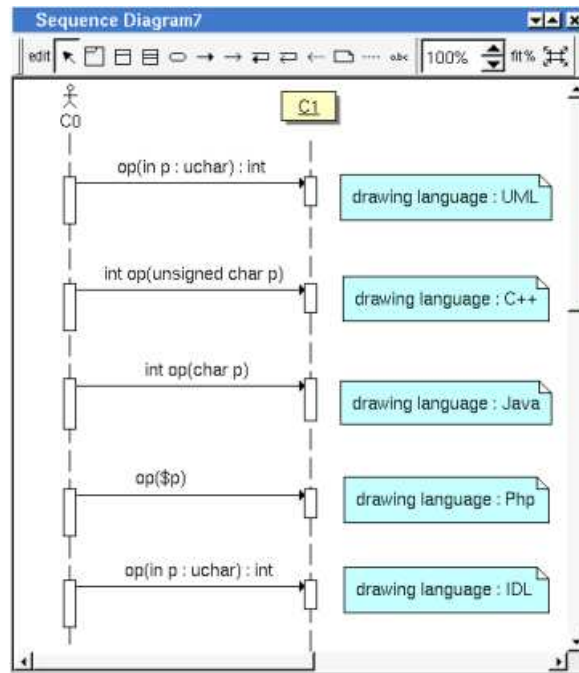 Sequence Diagram7
edit abc 100% fit%
C0
C1
op(in p : uchar) : int
drawing language : UML
int op(unsigned char p)
drawing language : C++
int op(char p)
drawing language : Java
op($p)
drawing language : Php
op(in p : uchar) : int
drawing language : IDL